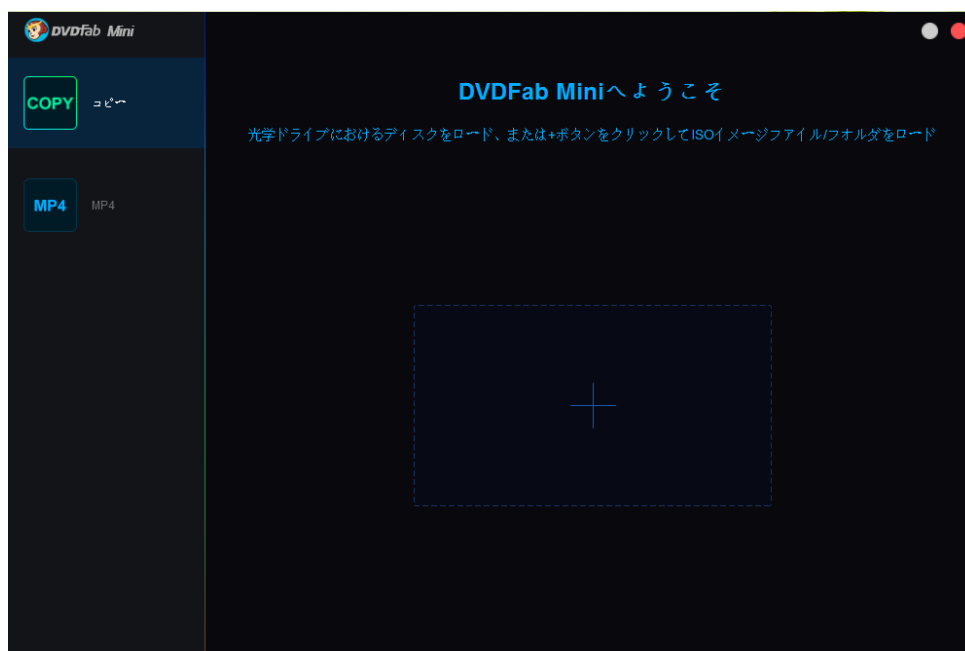 DVDFab Mini
COPY コピー
MP4 MP4
DVDFab Miniへようこそ
光学ドライブにおけるディスクをロード、または+ボタンをクリックしてISOイメージファイル/フォルダをロード